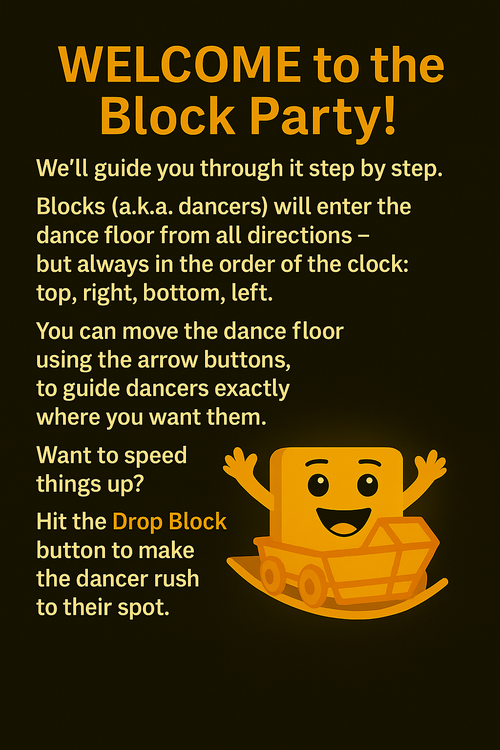 WELCOME to the
Block Party!
We'll guide you through it step by step.
Blocks (a.k.a. dancers) will enter the
dance floor from all directions –
but always in the order of the clock:
top, right, bottom, left.
You can move the dance floor
using the arrow buttons,
to guide dancers exactly
where you want them.
Want to speed
things up?
Hit the Drop Block
button to make
the dancer rush
to their spot.